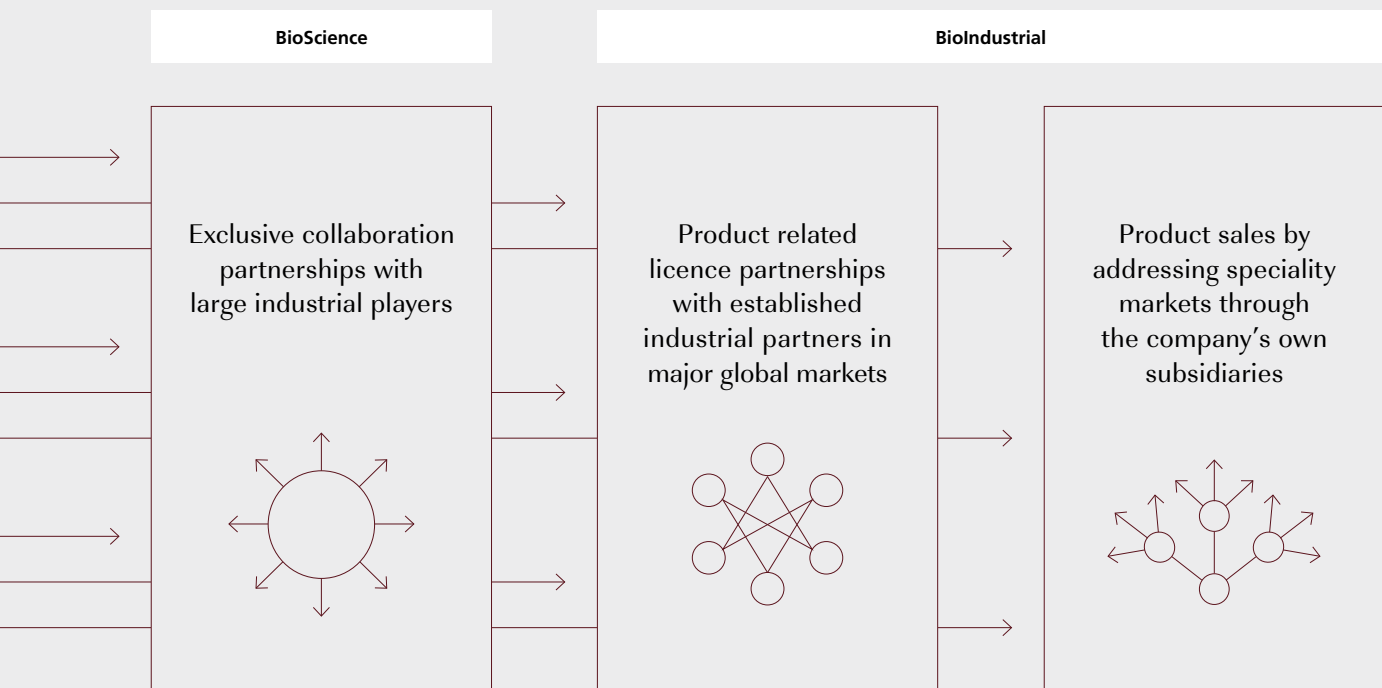 BioScience
BioIndustrial
Exclusive collaboration
partnerships with
large industrial players
Product related
licence partnerships
with established
industrial partners in
major global markets
Product sales by
addressing speciality
markets through
the company’s own
subsidiaries